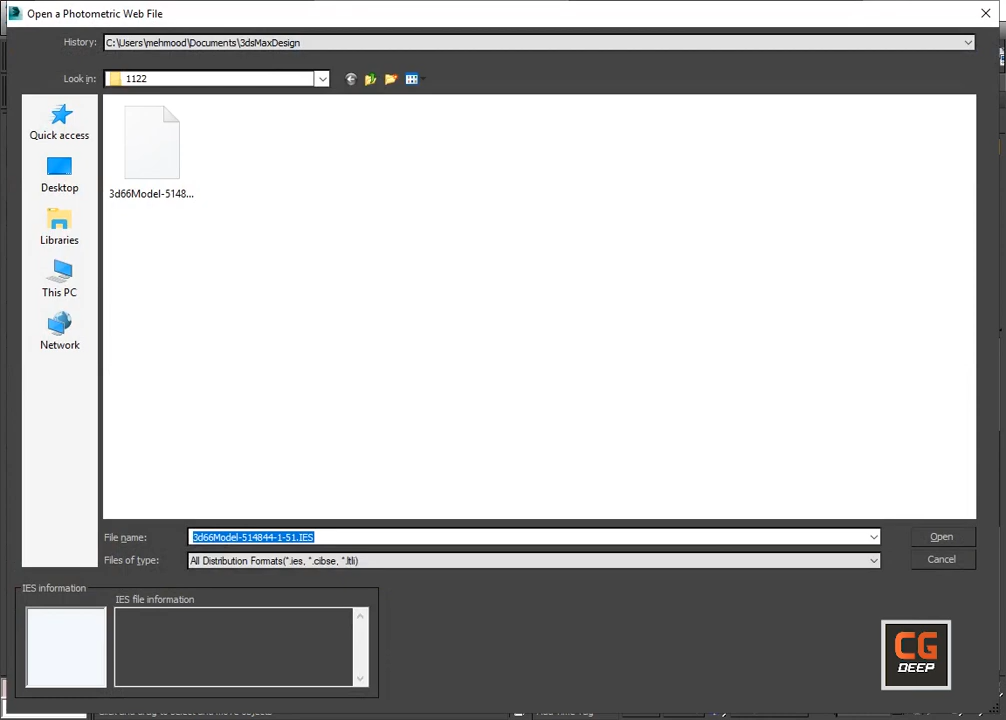 Open a Photometric Web File
History: C:\Users\mehmood\Documents\3dsMaxDesign
Look in: 1122
Quick access
Desktop
Libraries
This PC
Network
3d66Model-5148...
File name: 3d66Model-514844-1-51.IES Open
Files of type: All Distribution Formats(*.ies, *.cibse, *.ltli) Cancel
IES information
IES file information
CG
DEEP